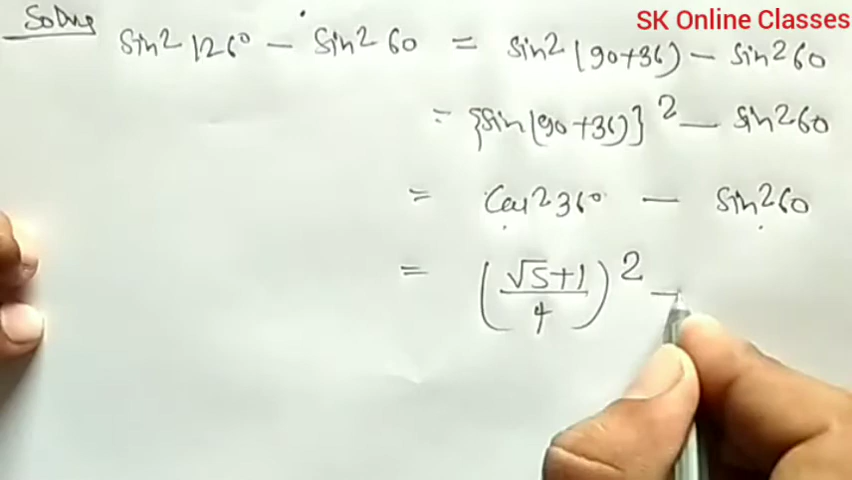 SK Online Classes
Solve
Sin² 126° - Sin² 60 = Sin² (90+36) - Sin² 60
= {Sin(90+36)}² - Sin² 60
= Cos² 36° - Sin² 60
= (√5+1 / 4)² -